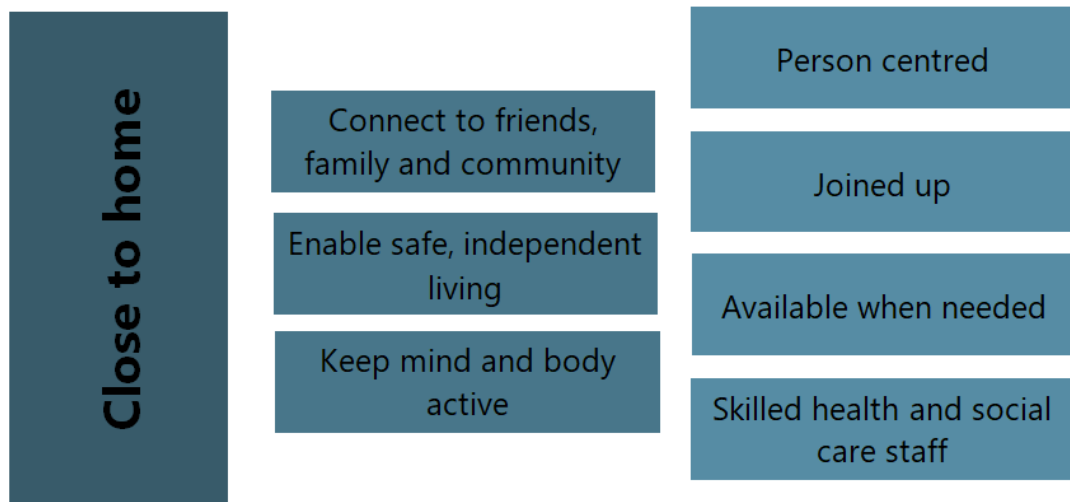 Close to home
Connect to friends,
family and community
Enable safe, independent
living
Keep mind and body
active
Person centred
Joined up
Available when needed
Skilled health and social
care staff